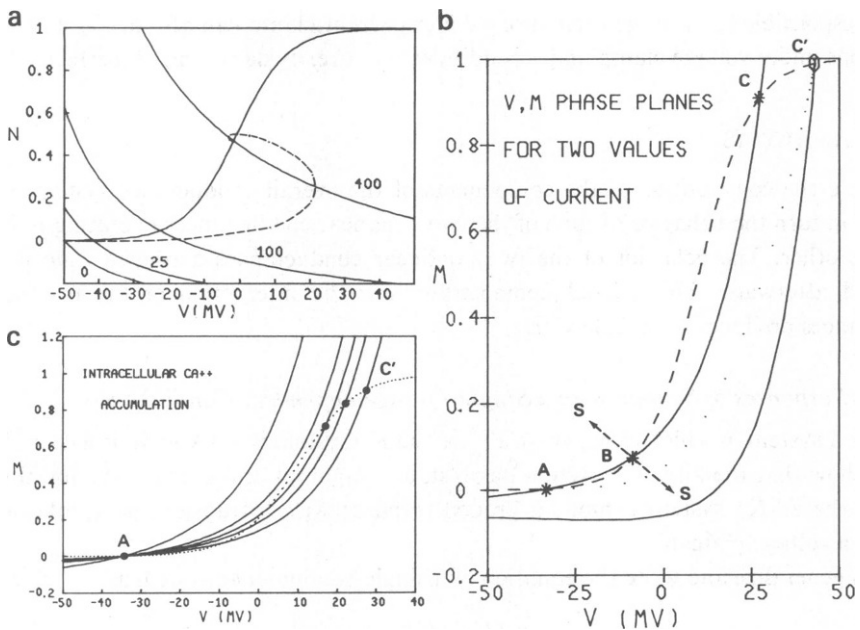 a
1
0.8
0.6
N
0.4
0.2
0
400
100
25
0
-50 -40 -30 -20 -10 0 10 20 30 40
V(MV)
b
C'
C
V,M PHASE PLANES
FOR TWO VALUES
OF CURRENT
1
0.8
0.6
M
0.4
0.2
0
-0.2
S
B
A
S
-50 -25 0 25 50
V (MV)
c
1.2
1
0.8
0.6
M
0.4
0.2
0
-0.2
INTRACELLULAR CA++
ACCUMULATION
C'
A
-50 -40 -30 -20 -10 0 10 20 30 40
V (MV)